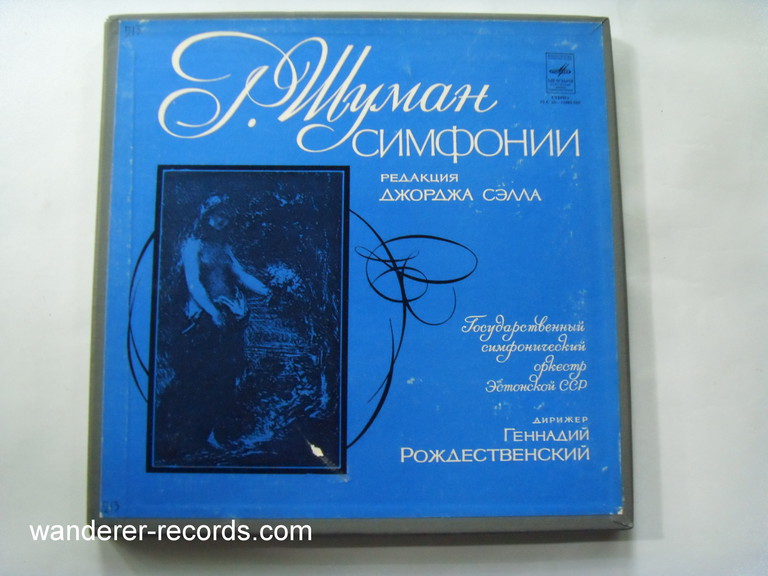 Р. Шуман
СИМФОНИИ
РЕДАКЦИЯ
ДЖОРДЖА СЭЛЛА
Государственный
симфонический
оркестр
Эстонской ССР
ДИРИЖЕР
ГЕННАДИЙ
РОЖДЕСТВЕНСКИЙ
wanderer-records.com